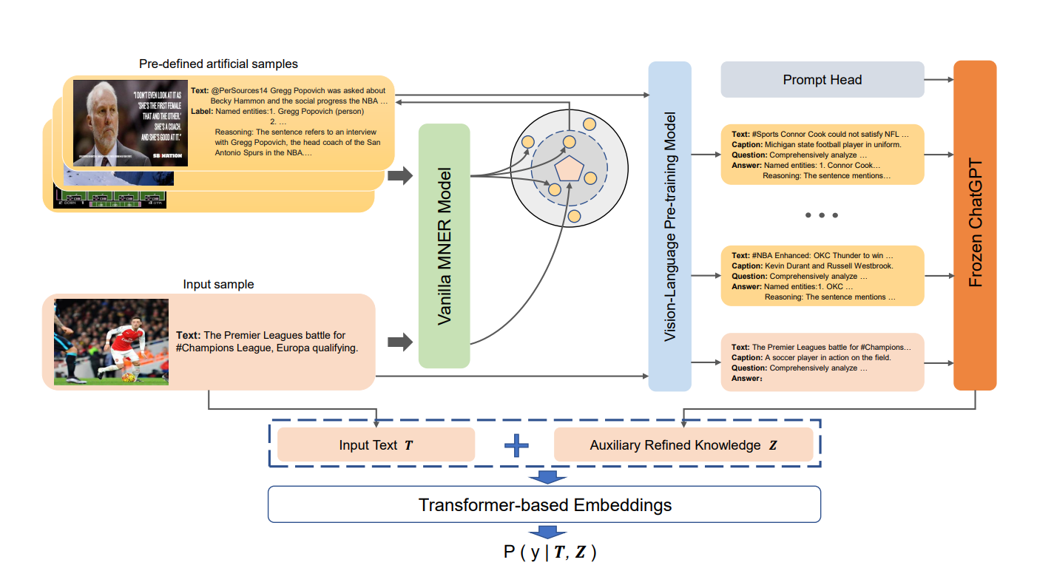 Pre-defined artificial samples
"I DON'T LOOK AT IT AS
'SHE'S THE FIRST FEMALE
THAT AND THE OTHER.'
SHE'S A COACH,
AND SHE'S GOOD AT IT."
SB NATION
Text: @PerSources14 Gregg Popovich was asked about
Becky Hammon and the social progress the NBA …
Label: Named entities:1. Gregg Popovich (person)
2. …
Reasoning: The sentence refers to an interview
with Gregg Popovich, the head coach of the San
Antonio Spurs in the NBA.…
Input sample
Text: The Premier Leagues battle for
#Champions League, Europa qualifying.
Vanilla MNER Model
Vision-Language Pre-training Model
Prompt Head
Text: #Sports Connor Cook could not satisfy NFL …
Caption: Michigan state football player in uniform.
Question: Comprehensively analyze …
Answer: Named entities: 1. Connor Cook…
Reasoning: The sentence mentions…
• • •
Text: #NBA Enhanced: OKC Thunder to win …
Caption: Kevin Durant and Russell Westbrook.
Question: Comprehensively analyze …
Answer: Named entities:1. OKC …
Reasoning: The sentence mentions …
Text: The Premier Leagues battle for #Champions…
Caption: A soccer player in action on the field.
Question: Comprehensively analyze …
Answer:
Frozen ChatGPT
Input Text T
+
Auxiliary Refined Knowledge Z
Transformer-based Embeddings
P ( y | T, Z )